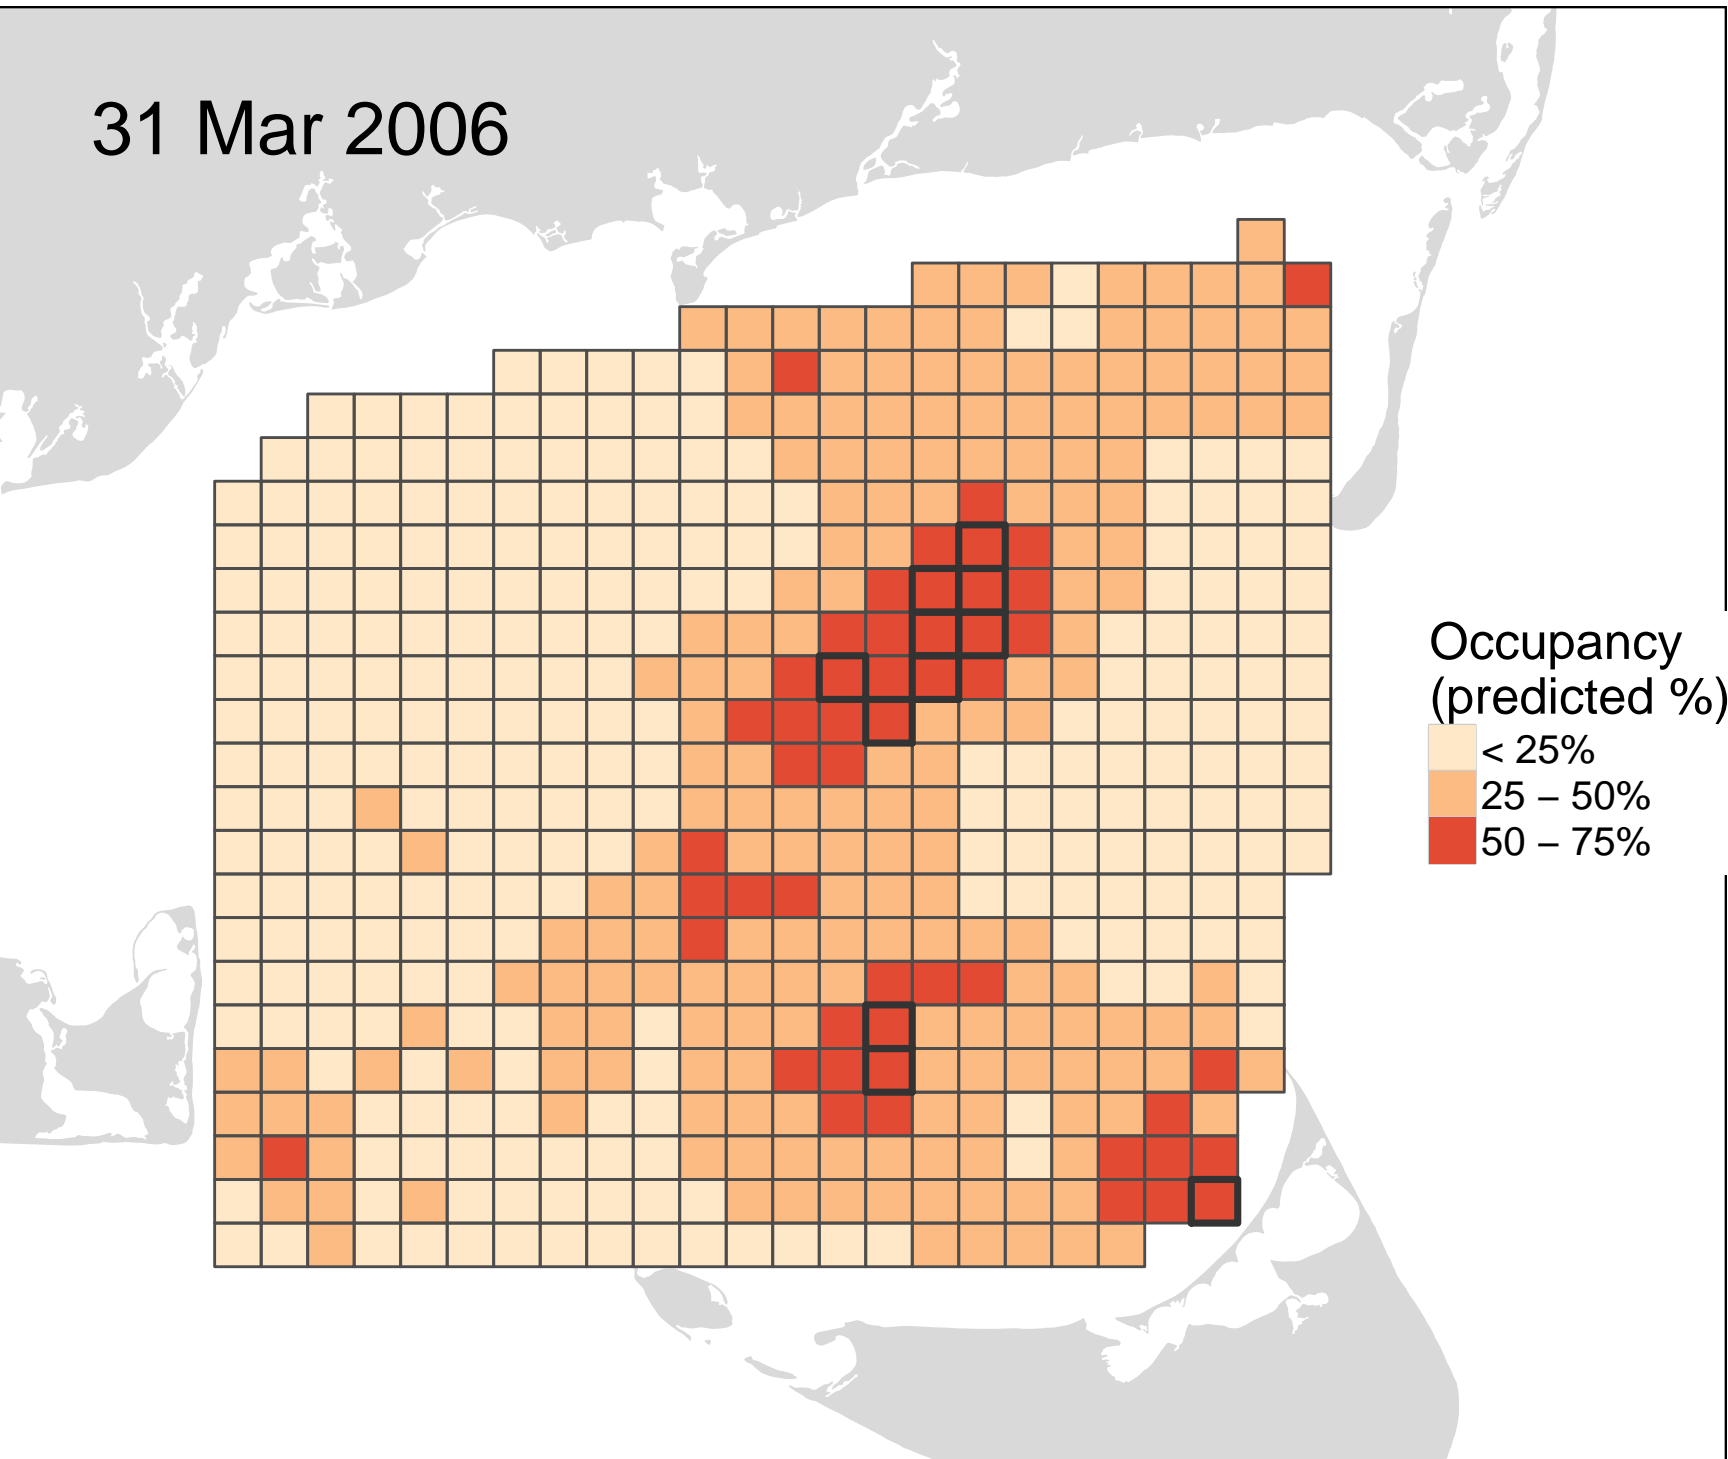 31 Mar 2006
Occupancy
(predicted %)
< 25%
25 – 50%
50 – 75%